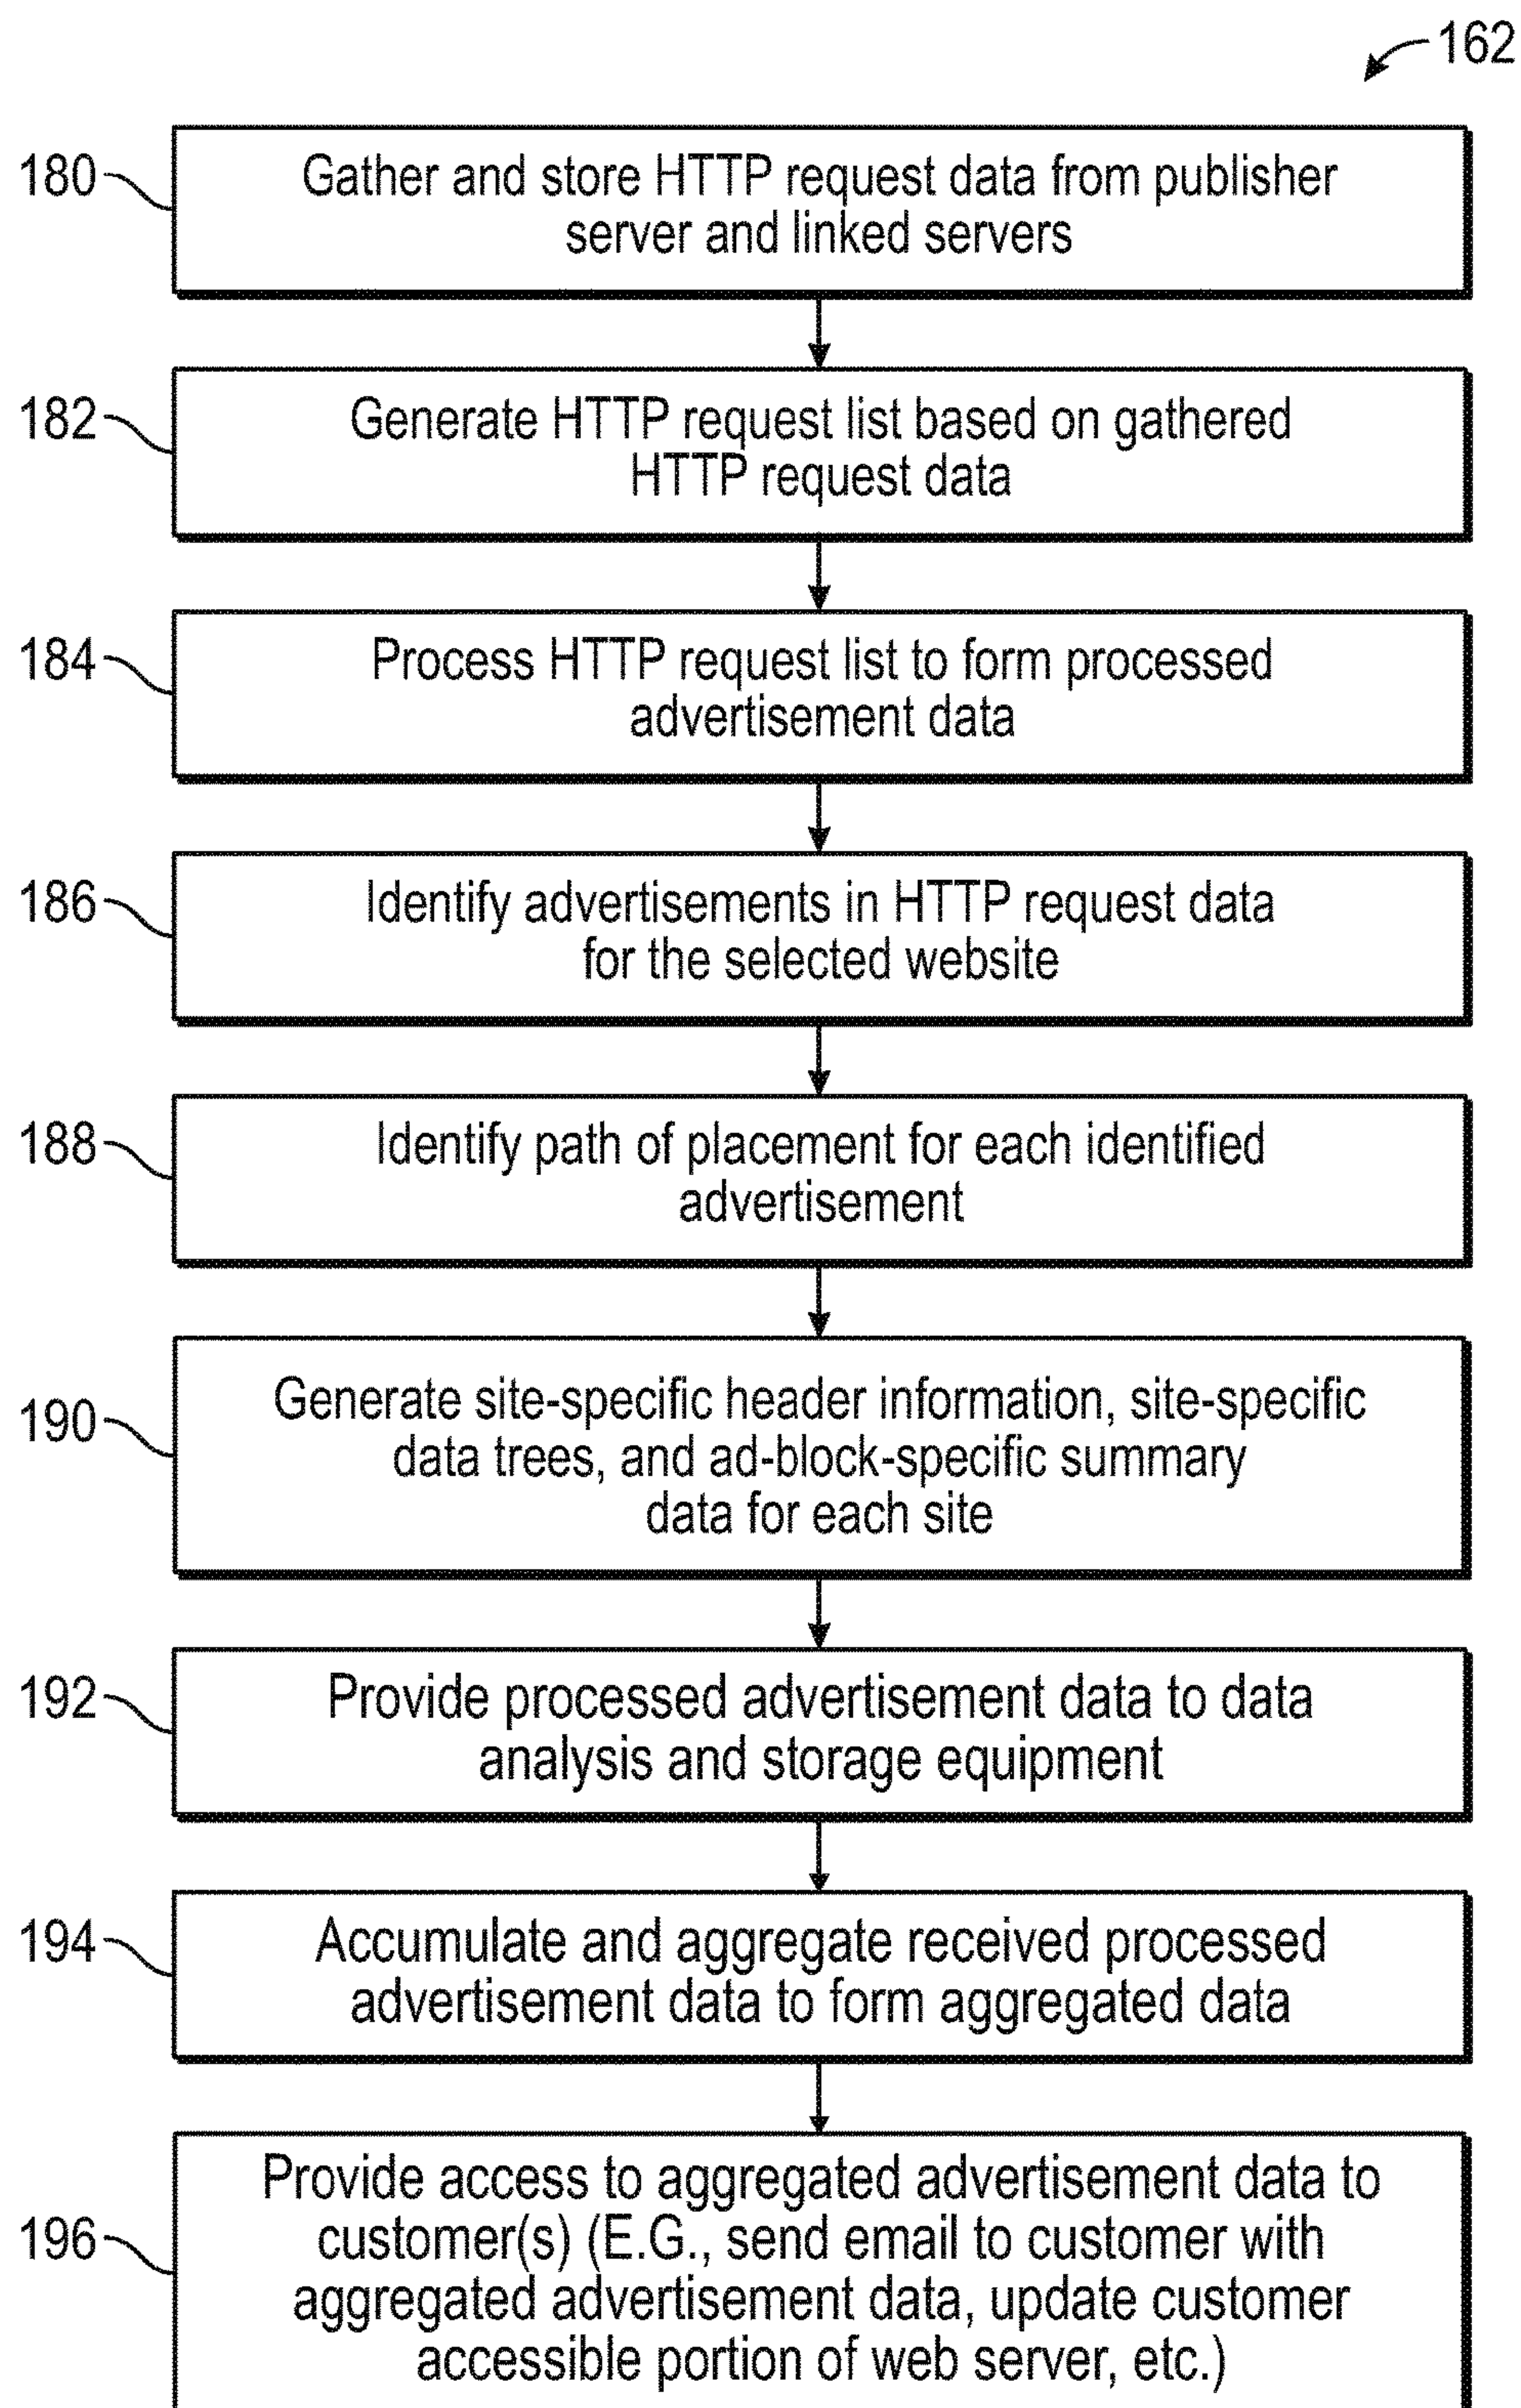 162
180
Gather and store HTTP request data from publisher
server and linked servers
182
Generate HTTP request list based on gathered
HTTP request data
184
Process HTTP request list to form processed
advertisement data
186
Identify advertisements in HTTP request data
for the selected website
188
Identify path of placement for each identified
advertisement
190
Generate site-specific header information, site-specific
data trees, and ad-block-specific summary
data for each site
192
Provide processed advertisement data to data
analysis and storage equipment
194
Accumulate and aggregate received processed
advertisement data to form aggregated data
196
Provide access to aggregated advertisement data to
customer(s) (E.G., send email to customer with
aggregated advertisement data, update customer
accessible portion of web server, etc.)